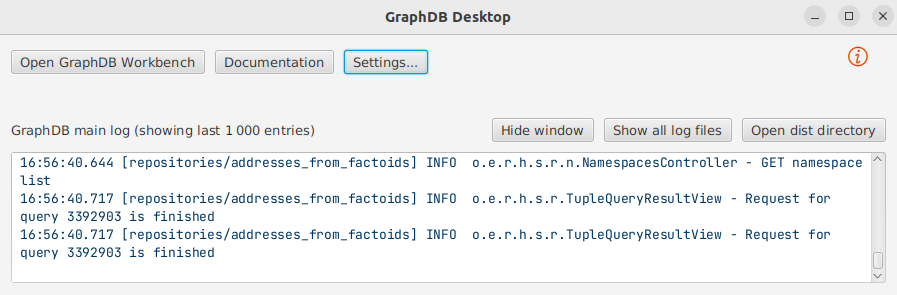 GraphDB Desktop
Open GraphDB Workbench Documentation Settings...
GraphDB main log (showing last 1 000 entries) Hide window Show all log files Open dist directory
16:56:40.644 [repositories/addresses_from_factoids] INFO  o.e.r.h.s.r.n.NamespacesController - GET namespace
list
16:56:40.717 [repositories/addresses_from_factoids] INFO  o.e.r.h.s.r.TupleQueryResultView - Request for
query 3392903 is finished
16:56:40.717 [repositories/addresses_from_factoids] INFO  o.e.r.h.s.r.TupleQueryResultView - Request for
query 3392903 is finished